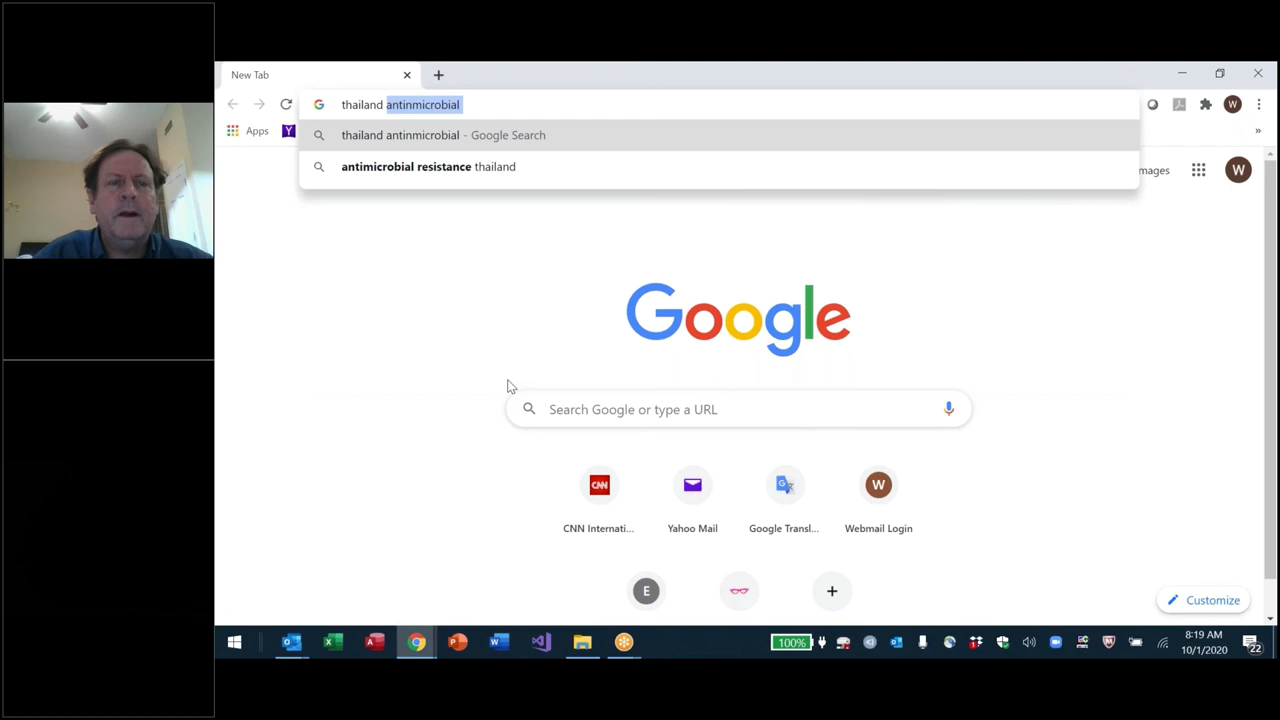 New Tab
thailand antinmicrobial
thailand antinmicrobial - Google Search
antimicrobial resistance thailand
Apps
Y
»
mages
W
W
Google
Search Google or type a URL
CNN
W
CNN Internati...
Yahoo Mail
Google Transl...
Webmail Login
E
Customize
100%
8:19 AM
10/1/2020
22